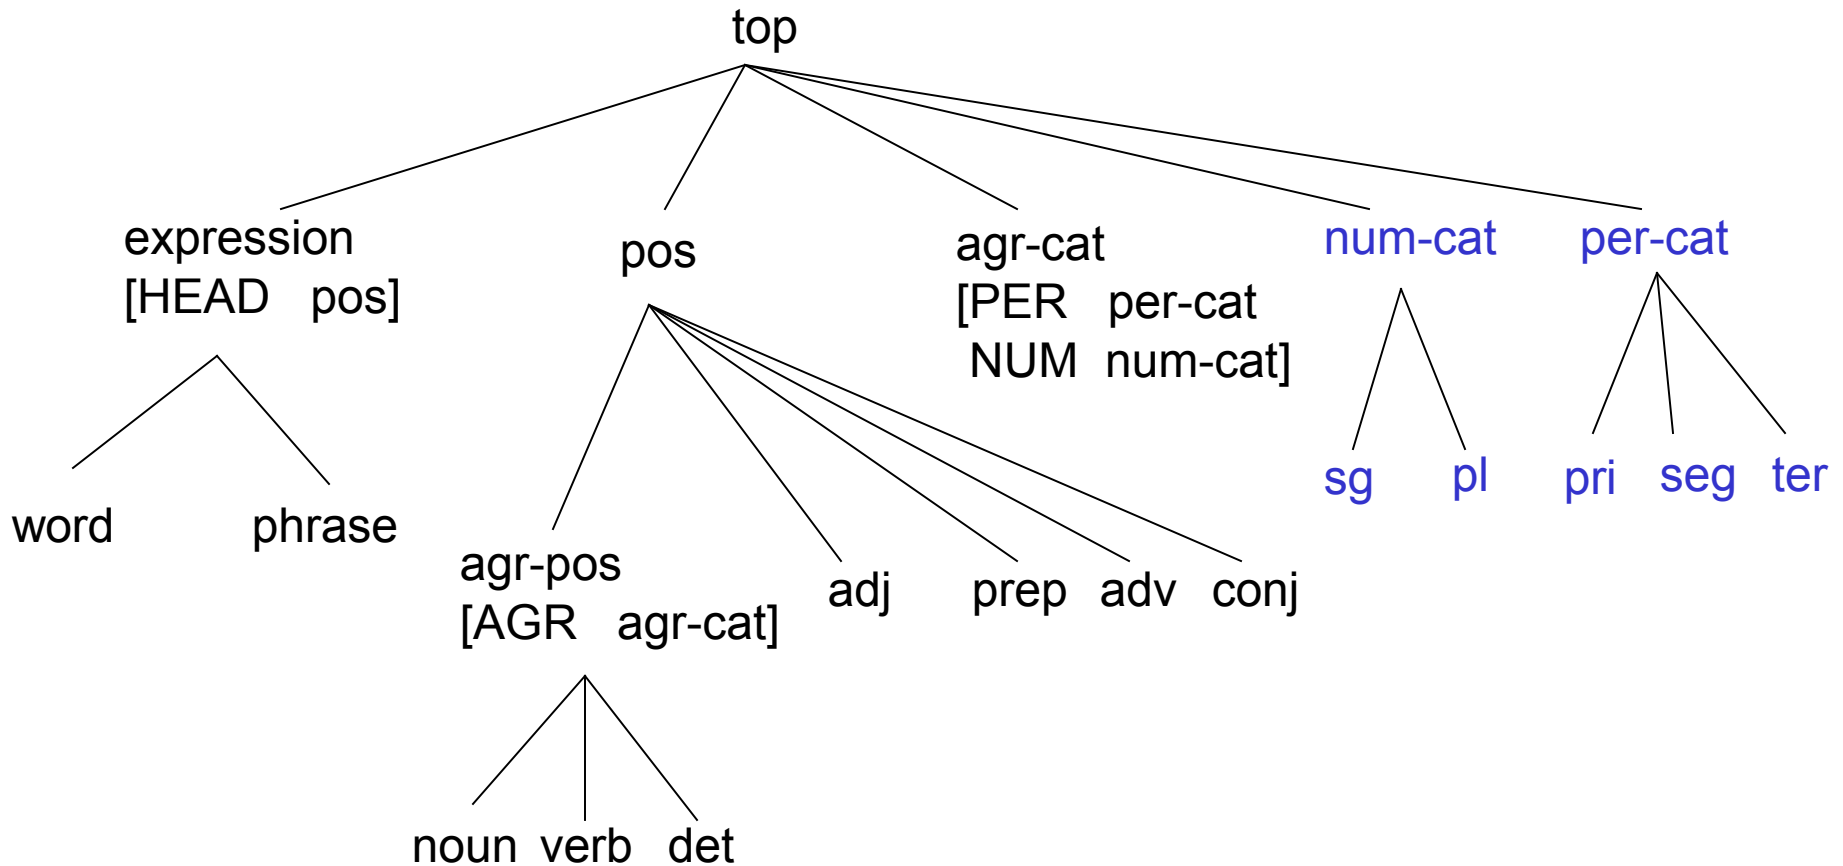 top
expression
[HEAD pos]
pos
agr-cat
[PER per-cat
NUM num-cat]
num-cat
per-cat
word
phrase
agr-pos
[AGR agr-cat]
adj
prep
adv
conj
sg
pl
pri
seg
ter
noun
verb
det